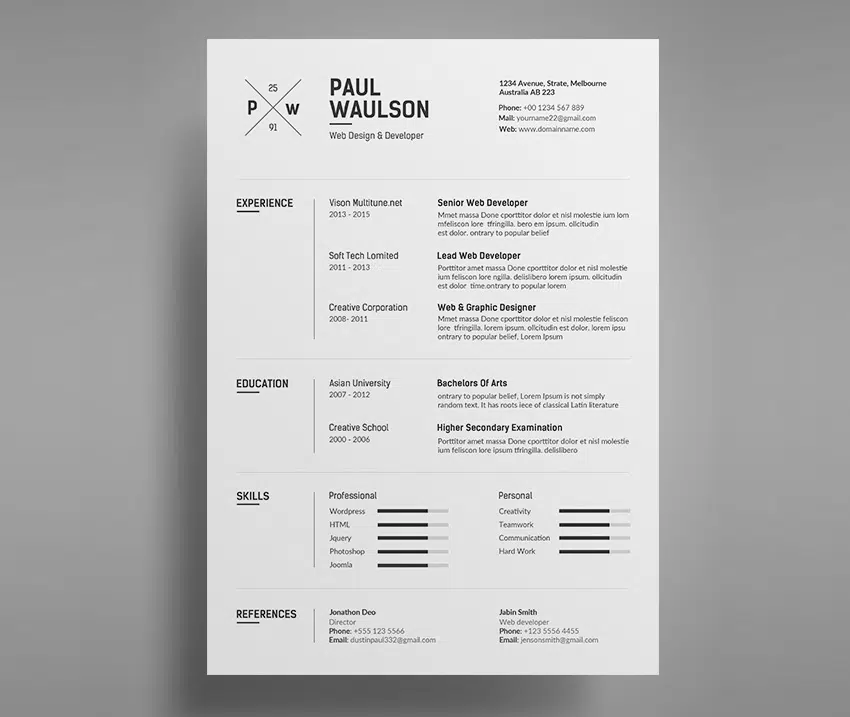 25
P W
91
PAUL
WAULSON
Web Design & Developer
1234 Avenue, Strate, Melbourne
Australia AB 223
Phone: +00 1234 567 889
Mail: yourname22@gmail.com
Web: www.domainname.com
EXPERIENCE
Vison Multitune.net
2013 - 2015
Senior Web Developer
Mmet massa Done cporttitor dolor et nisl molestie ium lom
mfeliscion lore tfringilla. bero em ipsum. ollcitudin
est dolor. ontrary to popular belief
Soft Tech Lomited
2011 - 2013
Lead Web Developer
Porttitor amet massa Done cporttitor dolor et nisl molestie
ium feliscion lore ngilla. delislibero lorem ipsum. ollcitudin
est dolor time.ontrary to popular lorem
Creative Corporation
2008- 2011
Web & Graphic Designer
Mmet massa Done cporttitor dolor et nisl molestie feliscion
lore tfringilla. lorem ipsum. ollcitudin est dolor. lorem ipsu
ontrary to popular belief, Lorem Ipsum
EDUCATION
Asian University
2007 - 2012
Bachelors Of Arts
ontrary to popular belief, Lorem Ipsum is not simply
random text. It has roots iece of classical Latin literature
Creative School
2000 - 2006
Higher Secondary Examination
Porttitor amet massa Done cporttitor dolor et nisl molestie
ium feliscion lore ipsum tfringilla. delislibero
SKILLS
Professional
Wordpress
HTML
Jquery
Photoshop
Joomla
Personal
Creativity
Teamwork
Communication
Hard Work
REFERENCES
Jonathon Deo
Director
Phone: +555 123 5566
Email: dustinpaul332@gmail.com
Jabin Smith
Web developer
Phone: +123 5556 4455
Email: jensonsmith@gmail.com